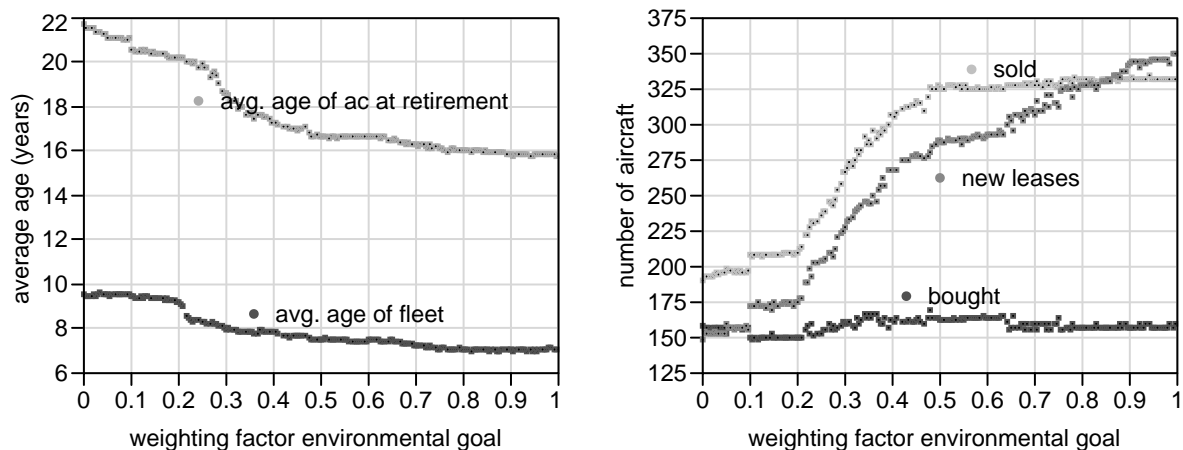 22
20
18
16
14
12
10
8
6
average age (years)
avg. age of ac at retirement
avg. age of fleet
0 0.1 0.2 0.3 0.4 0.5 0.6 0.7 0.8 0.9 1
weighting factor environmental goal
375
350
325
300
275
250
225
200
175
150
125
number of aircraft
sold
new leases
bought
0 0.1 0.2 0.3 0.4 0.5 0.6 0.7 0.8 0.9 1
weighting factor environmental goal